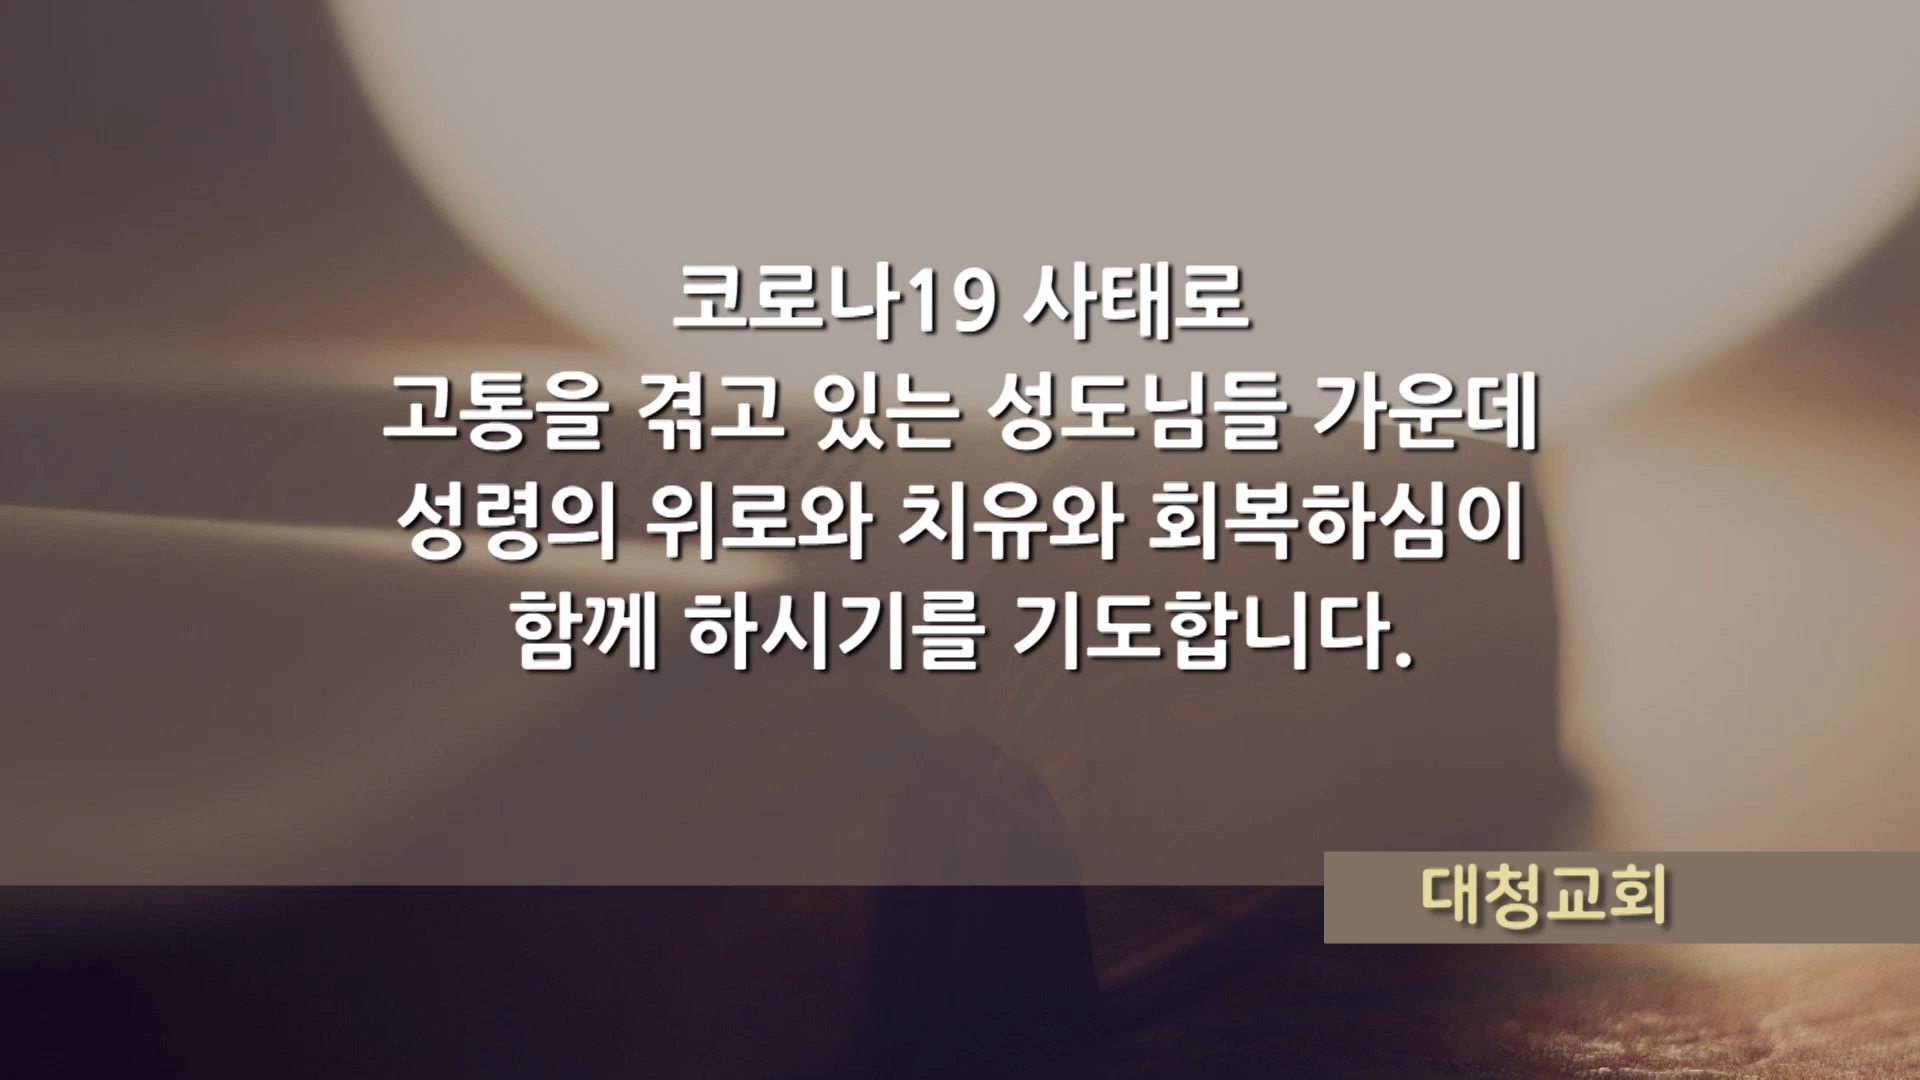 코로나19 사태로
고통을 겪고 있는 성도님들 가운데
성령의 위로와 치유와 회복하심이
함께 하시기를 기도합니다.
대청교회